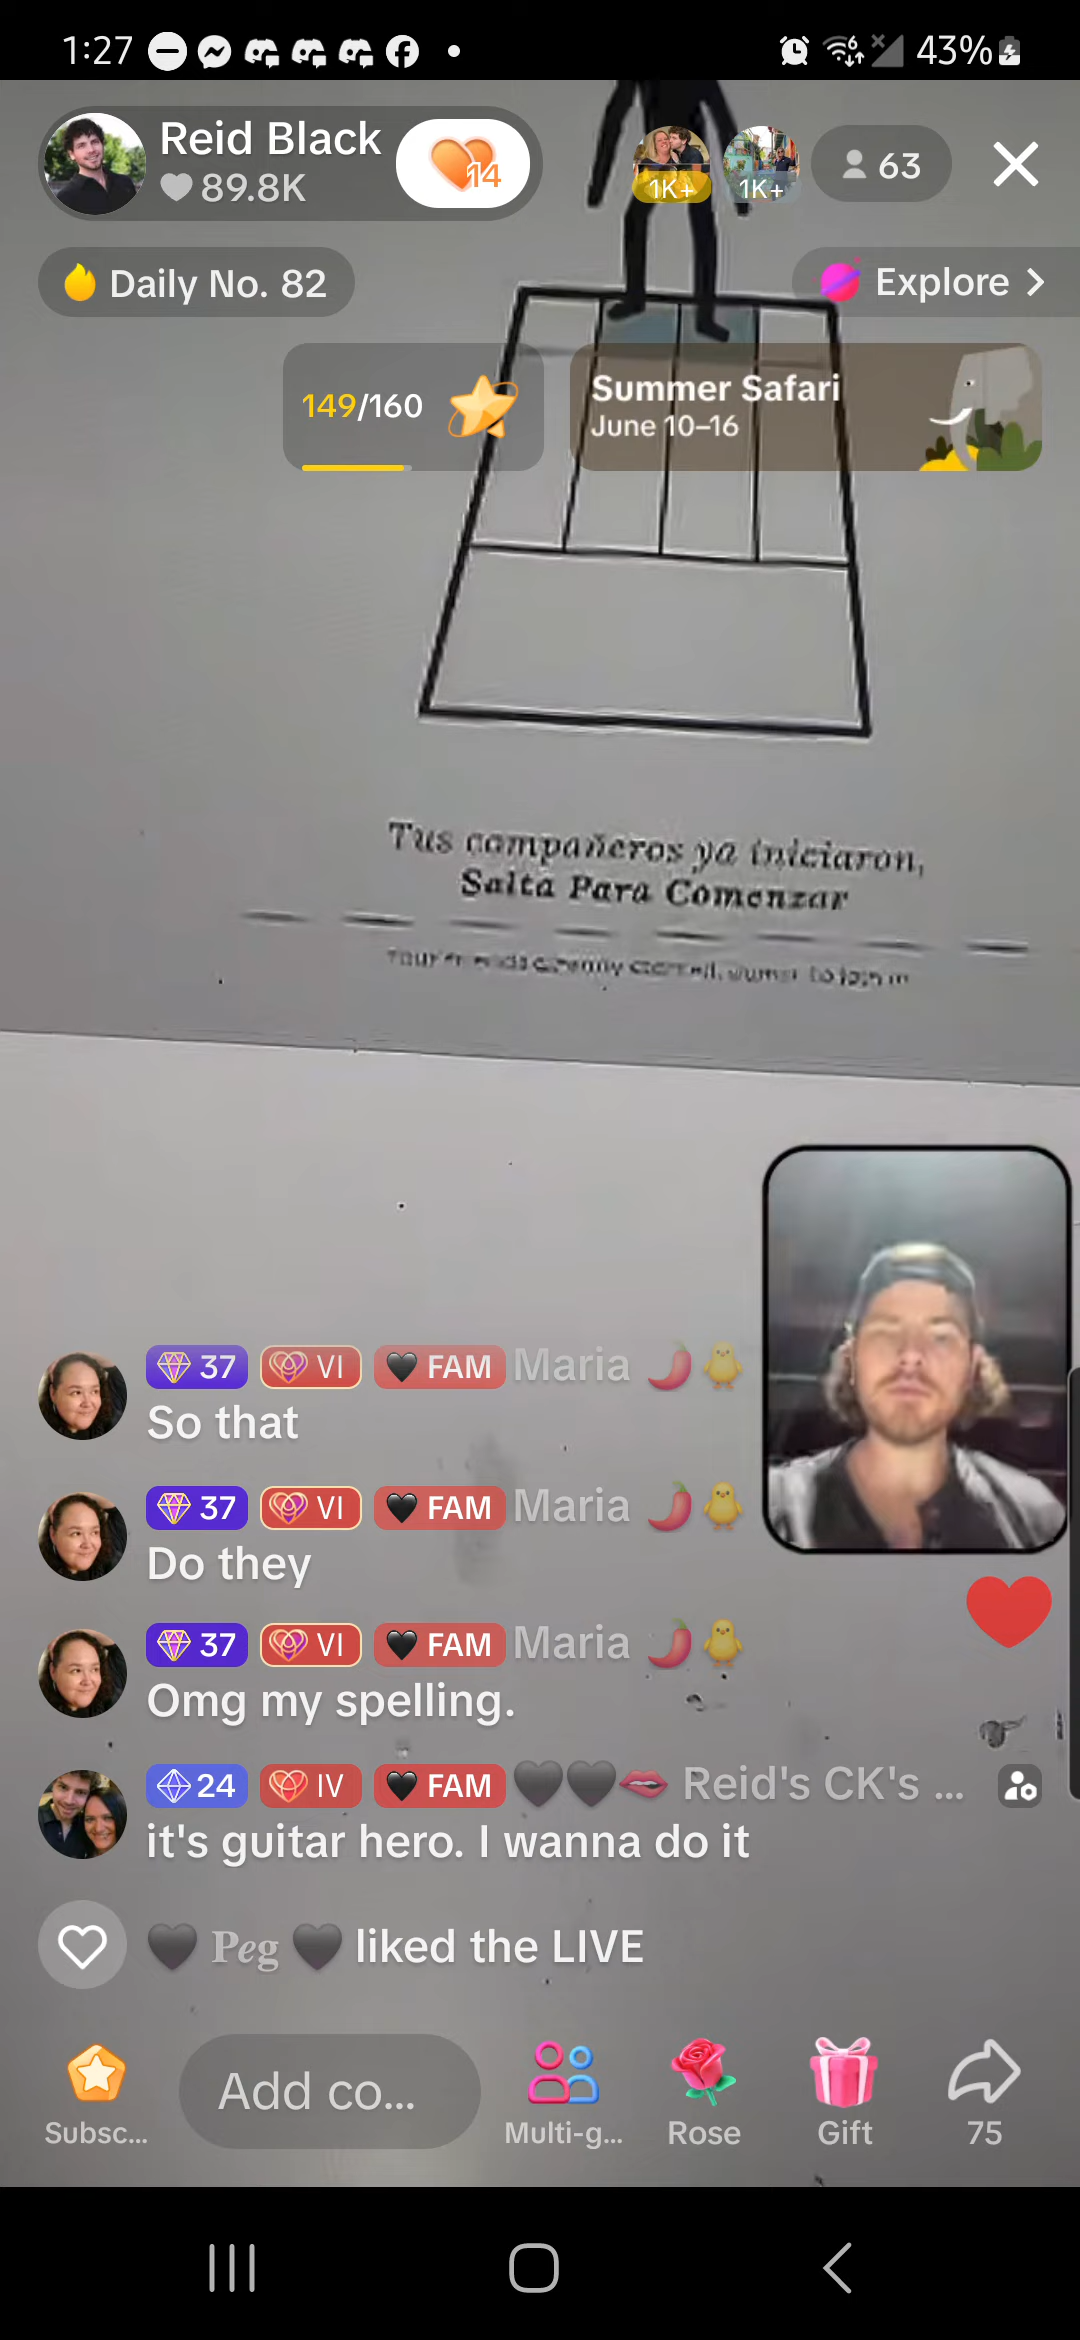 1:27
43%
Reid Black
89.8K
14
1K+
1K+
63
Daily No. 82
Explore
149/160
Summer Safari
June 10–16
Tus compañeros ya iniciaron,
Salta Para Comenzar
37 VI FAM Maria
So that
37 VI FAM Maria
Do they
37 VI FAM Maria
Omg my spelling.
24 IV FAM Reid's CK's ...
it's guitar hero. I wanna do it
Peg liked the LIVE
Subsc...
Add co...
Multi-g...
Rose
Gift
75